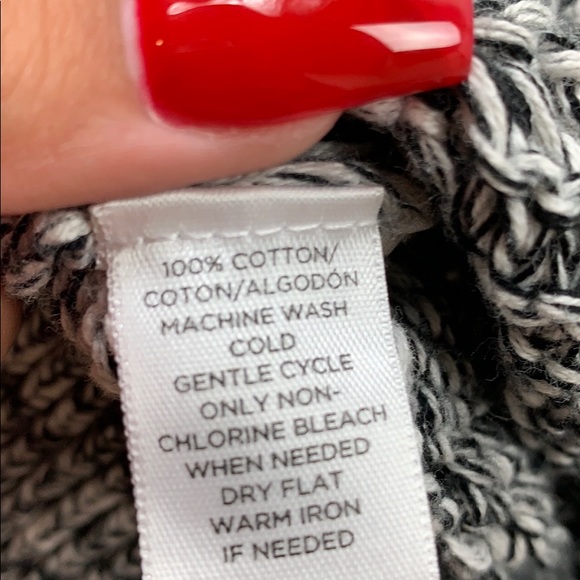 100% COTTON/
COTON/ALGODÓN
MACHINE WASH
COLD
GENTLE CYCLE
ONLY NON-
CHLORINE BLEACH
WHEN NEEDED
DRY FLAT
WARM IRON
IF NEEDED